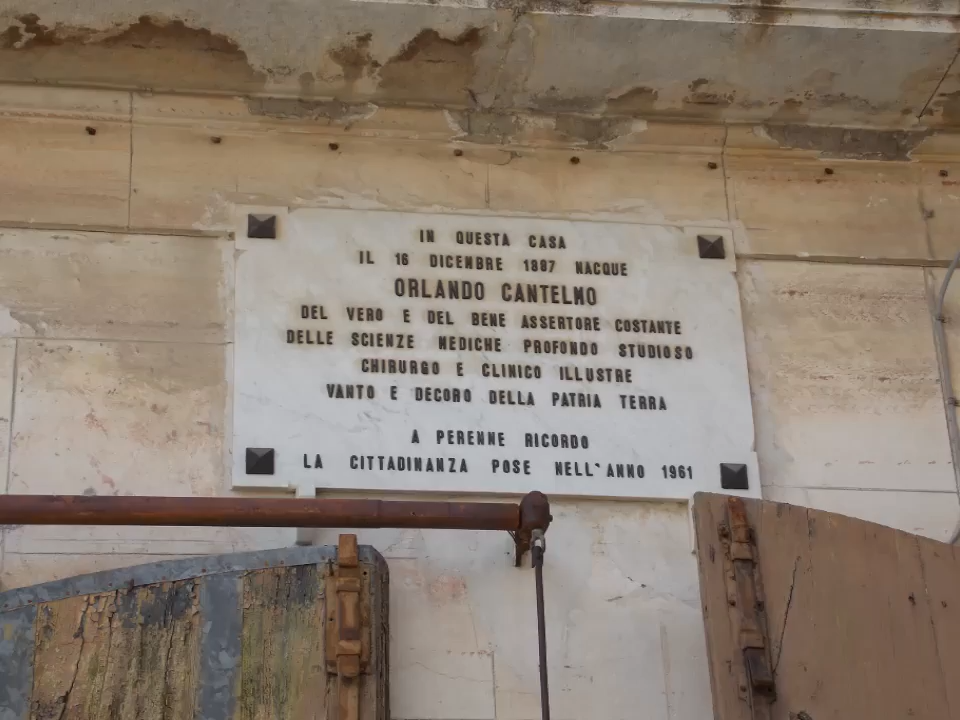 IN QUESTA CASA
IL 16 DICEMBRE 1887 NACQUE
ORLANDO CANTELMO
DEL VERO E DEL BENE ASSERTORE COSTANTE
DELLE SCIENZE MEDICHE PROFONDO STUDIOSO
CHIRURGO E CLINICO ILLUSTRE
VANTO E DECORO DELLA PATRIA TERRA
A PERENNE RICORDO
LA CITTADINANZA POSE NELL'ANNO 1961